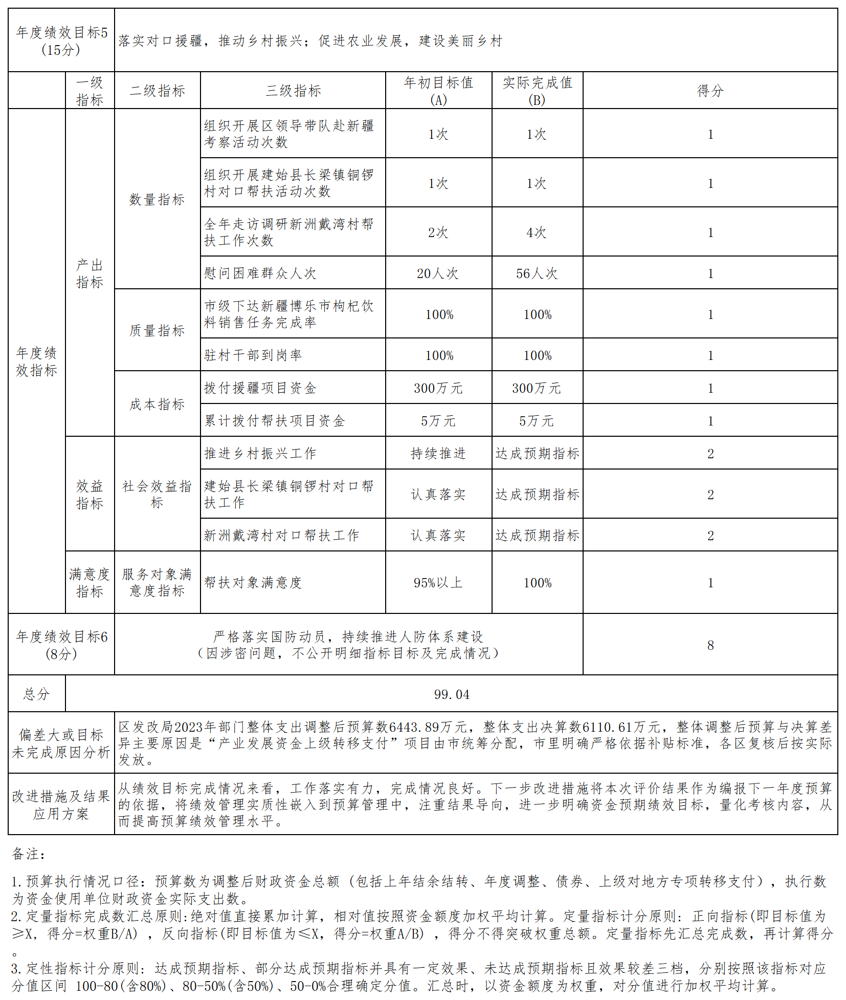 年度绩效目标5
(15分)
落实对口援疆，推动乡村振兴；促进农业发展，建设美丽乡村
一级
指标
二级指标
三级指标
年初目标值
(A)
实际完成值
(B)
得分
年度绩
效指标
产出
指标
数量指标
组织开展区领导带队赴新疆
考察活动次数
1次
1次
1
组织开展建始县长梁镇铜锣
村对口帮扶活动次数
1次
1次
1
全年走访调研新洲戴湾村帮
扶工作次数
2次
4次
1
慰问困难群众人次
20人次
56人次
1
质量指标
市级下达新疆博乐市枸杞饮
料销售任务完成率
100%
100%
1
驻村干部到岗率
100%
100%
1
成本指标
拨付援疆项目资金
300万元
300万元
1
累计拨付帮扶项目资金
5万元
5万元
1
效益
指标
社会效益指
标
推进乡村振兴工作
持续推进
达成预期指标
2
建始县长梁镇铜锣村对口帮
扶工作
认真落实
达成预期指标
2
新洲戴湾村对口帮扶工作
认真落实
达成预期指标
2
满意度
指标
服务对象满
意度指标
帮扶对象满意度
95%以上
100%
1
年度绩效目标6
(8分)
严格落实国防动员，持续推进人防体系建设
（因涉密问题，不公开明细指标目标及完成情况）
8
总分
99.04
偏差大或目标
未完成原因分析
区发改局2023年部门整体支出调整后预算数6443.89万元，整体支出决算数6110.61万元，整体调整后预算与决算差
异主要原因是“产业发展资金上级转移支付”项目由市统筹分配，市里明确严格依据补贴标准，各区复核后按实际
发放。
改进措施及结果
应用方案
从绩效目标完成情况来看，工作落实有力，完成情况良好。下一步改进措施将本次评价结果作为编报下一年度预算
的依据，将绩效管理实质性嵌入到预算管理中，注重结果导向，进一步明确资金预期绩效目标，量化考核内容，从
而提高预算绩效管理水平。
备注：
1.预算执行情况口径：预算数为调整后财政资金总额（包括上年结余结转、年度调整、债券、上级对地方专项转移支付），执行数
为资金使用单位财政资金实际支出数。
2.定量指标完成数汇总原则:绝对值直接累加计算，相对值按照资金额度加权平均计算。定量指标计分原则：正向指标(即目标值为
≥X，得分=权重B/A)，反向指标(即目标值为≤X，得分=权重A/B)，得分不得突破权重总额。定量指标先汇总完成数，再计算得分
。
3.定性指标计分原则：达成预期指标、部分达成预期指标并具有一定效果、未达成预期指标且效果较差三档，分别按照该指标对应
分值区间 100-80(含80%)、80-50%(含50%)、50-0%合理确定分值。汇总时，以资金额度为权重，对分值进行加权平均计算。